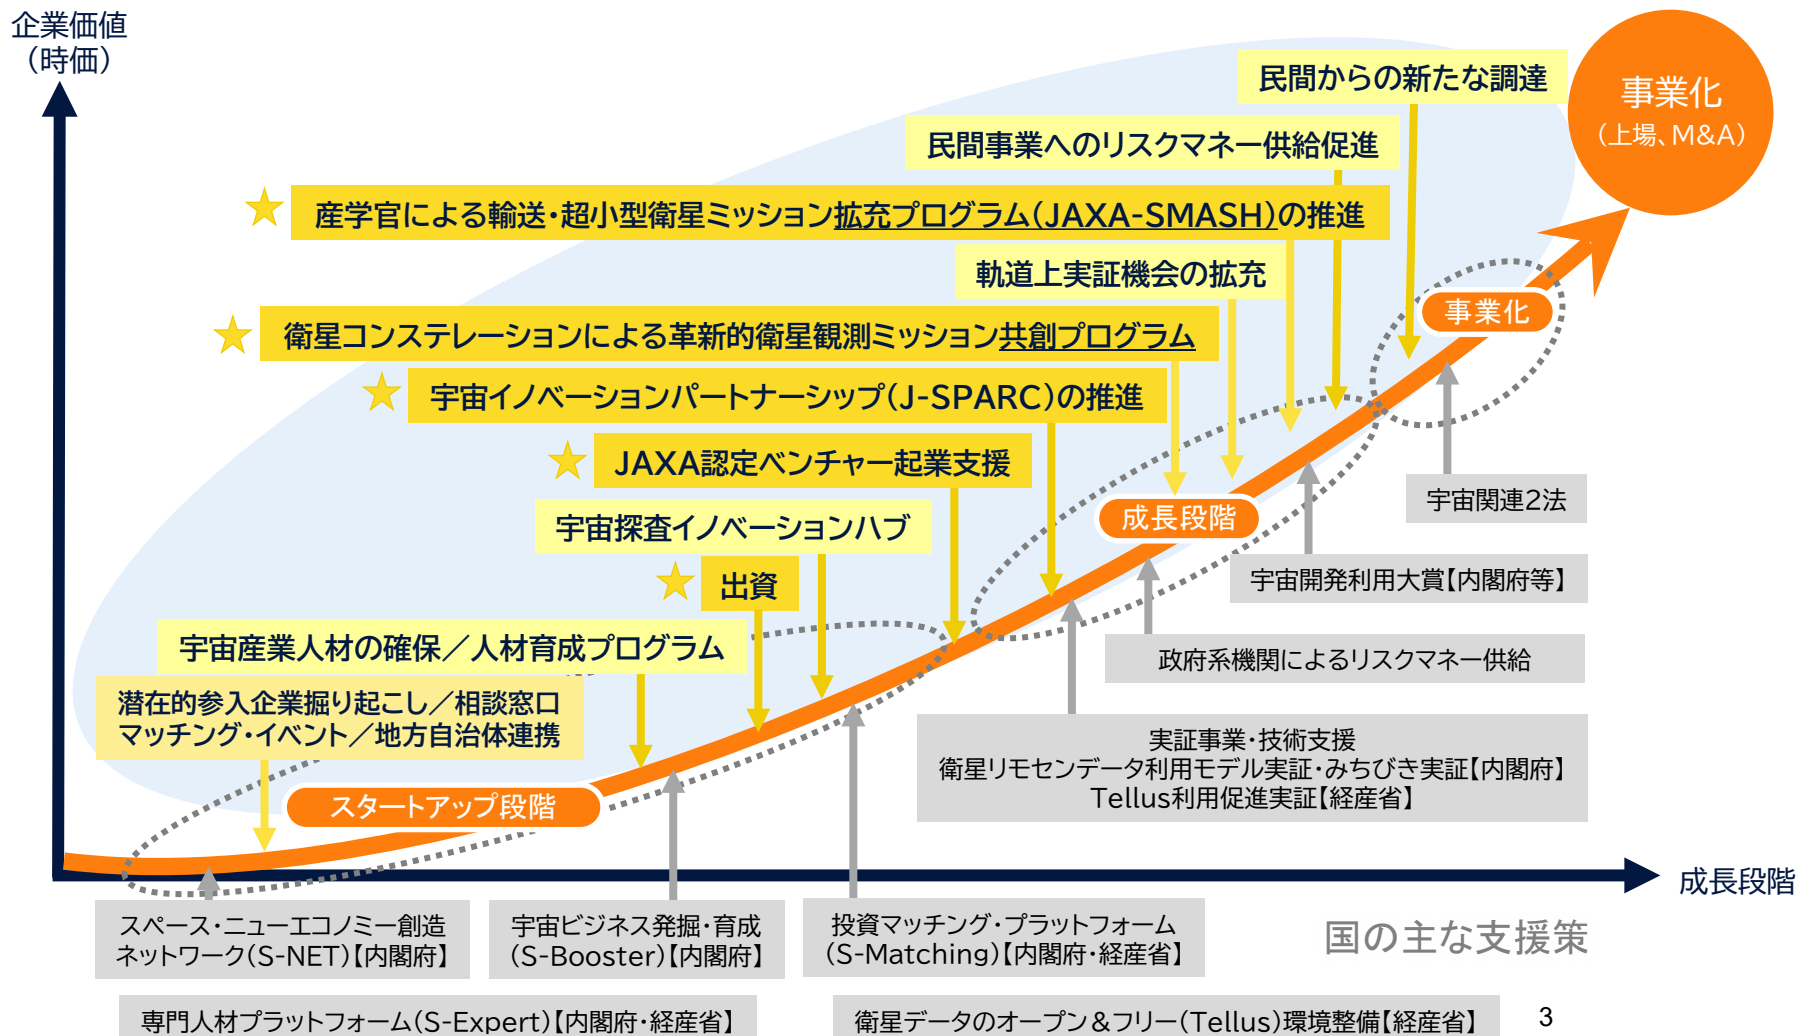 企業価値
（時価）
民間からの新たな調達
事業化
（上場、M&A）
民間事業へのリスクマネー供給促進
産学官による輸送・超小型衛星ミッション拡充プログラム（JAXA-SMASH）の推進
軌道上実証機会の拡充
事業化
衛星コンステレーションによる革新的衛星観測ミッション共創プログラム
宇宙イノベーションパートナーシップ（J-SPARC）の推進
JAXA認定ベンチャー起業支援
宇宙関連2法
成長段階
宇宙探査イノベーションハブ
宇宙開発利用大賞【内閣府等】
出資
宇宙産業人材の確保／人材育成プログラム
政府系機関によるリスクマネー供給
潜在的参入企業掘り起こし／相談窓口
マッチング・イベント／地方自治体連携
実証事業・技術支援
衛星リモセンデータ利用モデル実証・みちびき実証【内閣府】
Tellus利用促進実証【経産省】
スタートアップ段階
成長段階
スペース・ニューエコノミー創造
ネットワーク（S-NET）【内閣府】
宇宙ビジネス発掘・育成
（S-Booster）【内閣府】
投資マッチング・プラットフォーム
（S-Matching）【内閣府・経産省】
国の主な支援策
専門人材プラットフォーム（S-Expert）【内閣府・経産省】
衛星データのオープン＆フリー（Tellus）環境整備【経産省】
3